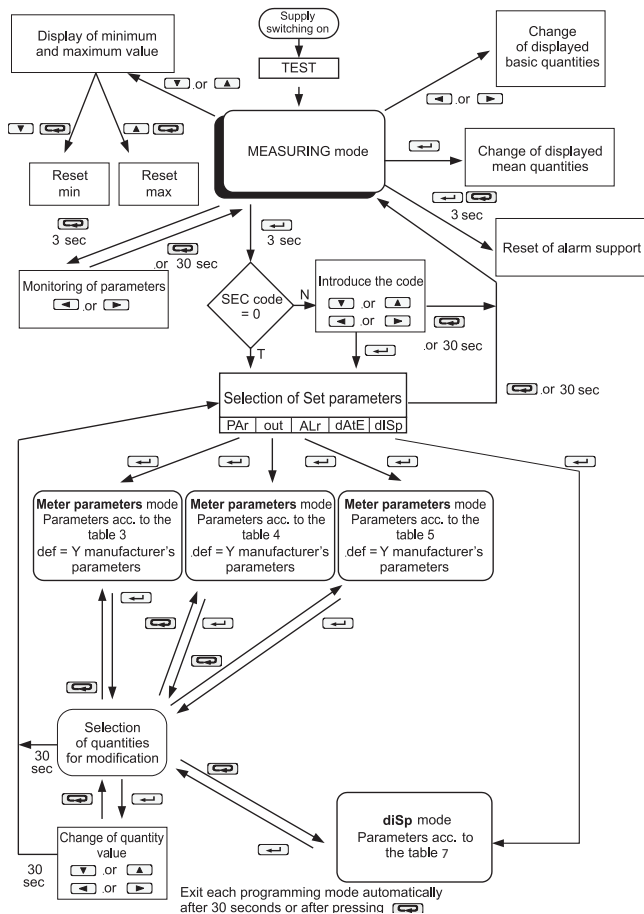 Supply
switching on
TEST
Display of minimum
and maximum value
.or
Change
of displayed
basic quantities
or
MEASURING mode
Change of displayed
mean quantities
Reset
min
Reset
max
3 sec
Reset of alarm support
3 sec
.or 30 sec
3 sec
Monitoring of parameters
.or
SEC code
= 0
N
T
Introduce the code
.or
.or
.or 30 sec
.or 30 sec
Selection of Set parameters
PAr out ALr dAtE dISp
Meter parameters mode
Parameters acc. to the
table 3
.def = Y manufacturer's
parameters
Meter parameters mode
Parameters acc. to the
table 4
.def = Y manufacturer's
parameters
Meter parameters mode
Parameters acc. to the
table 5
.def = Y manufacturer's
parameters
Selection
of quantities
for modification
30
sec
Change of quantity
value
.or
.or
30
sec
diSp mode
Parameters acc. to
the table 7
Exit each programming mode automatically
after 30 seconds or after pressing